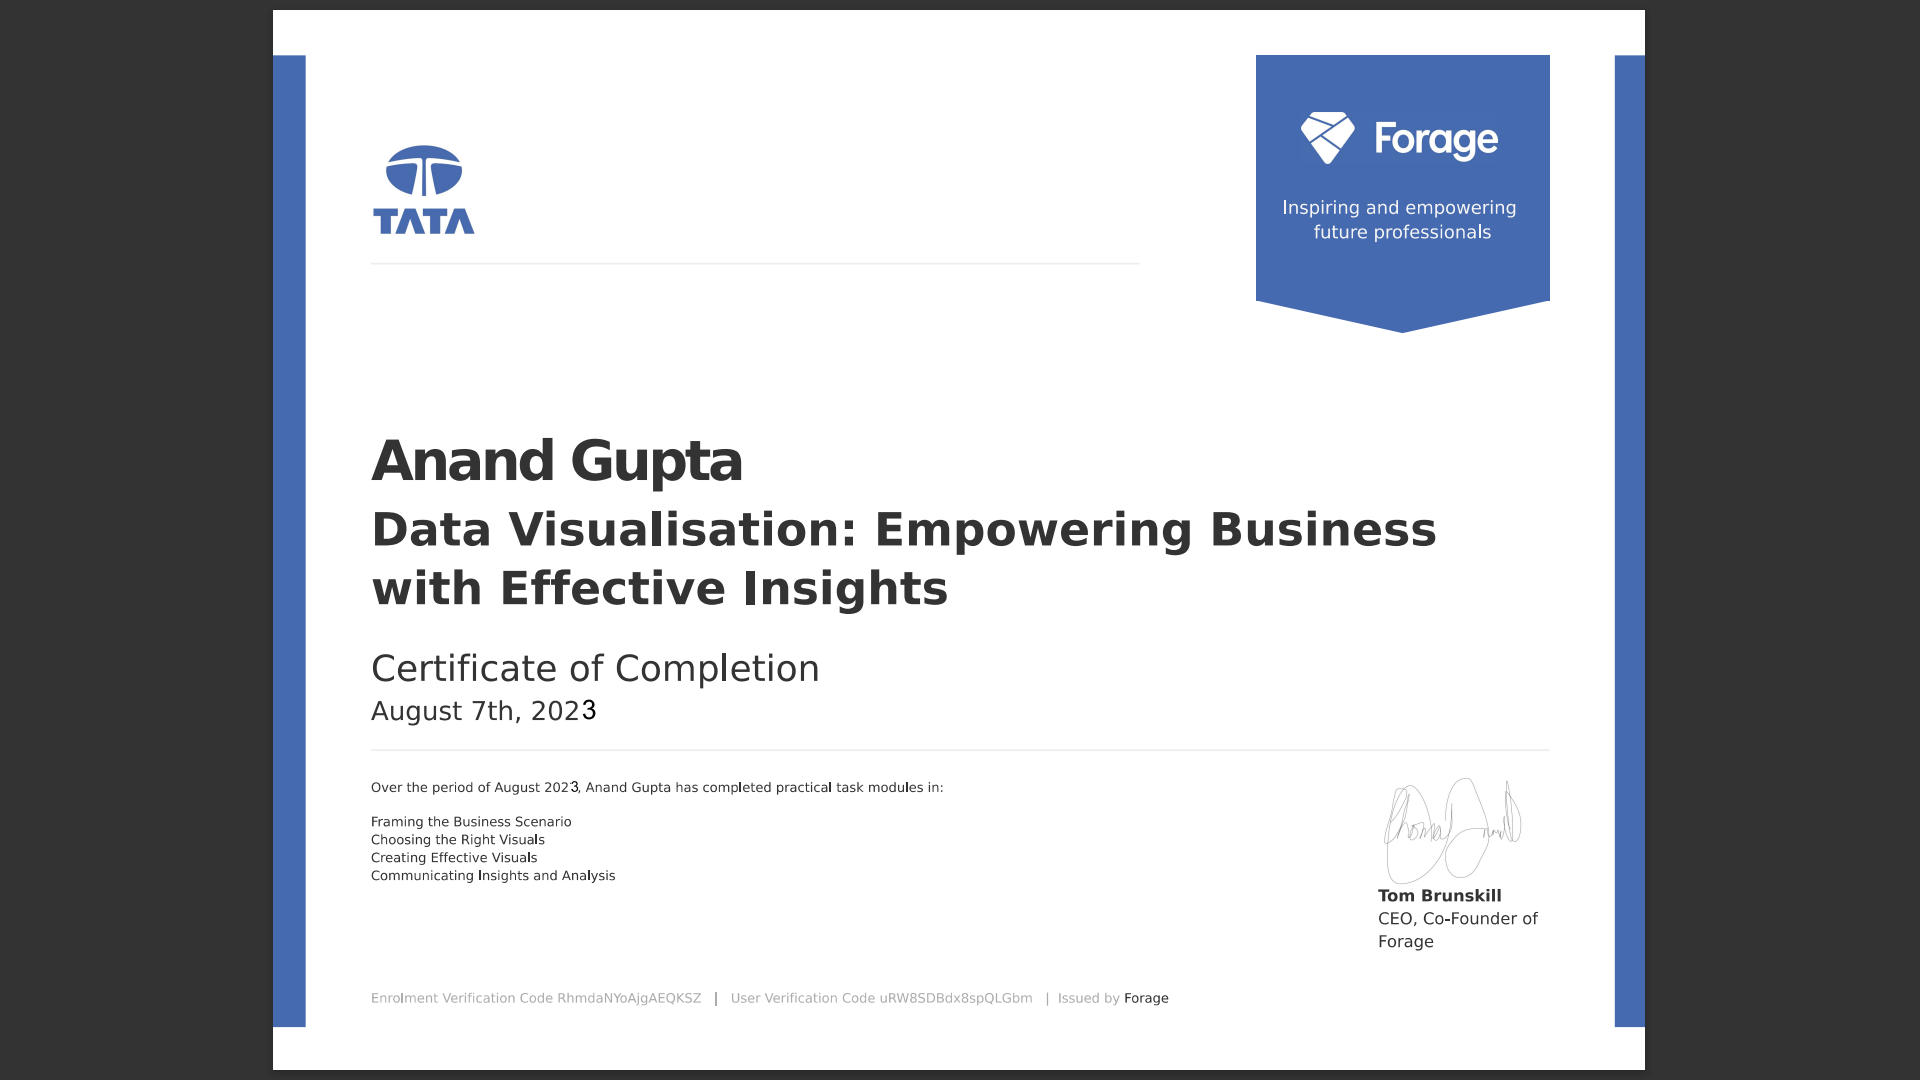 TATA
Forage
Inspiring and empowering
future professionals
Anand Gupta
Data Visualisation: Empowering Business
with Effective Insights
Certificate of Completion
August 7th, 2023
Over the period of August 2023, Anand Gupta has completed practical task modules in:
Framing the Business Scenario
Choosing the Right Visuals
Creating Effective Visuals
Communicating Insights and Analysis
Tom Brunskill
CEO, Co-Founder of
Forage
Enrolment Verification Code RhmdaNYoAjgAEQKSZ | User Verification Code uRW8SDBdx8spQLGbm | Issued by Forage